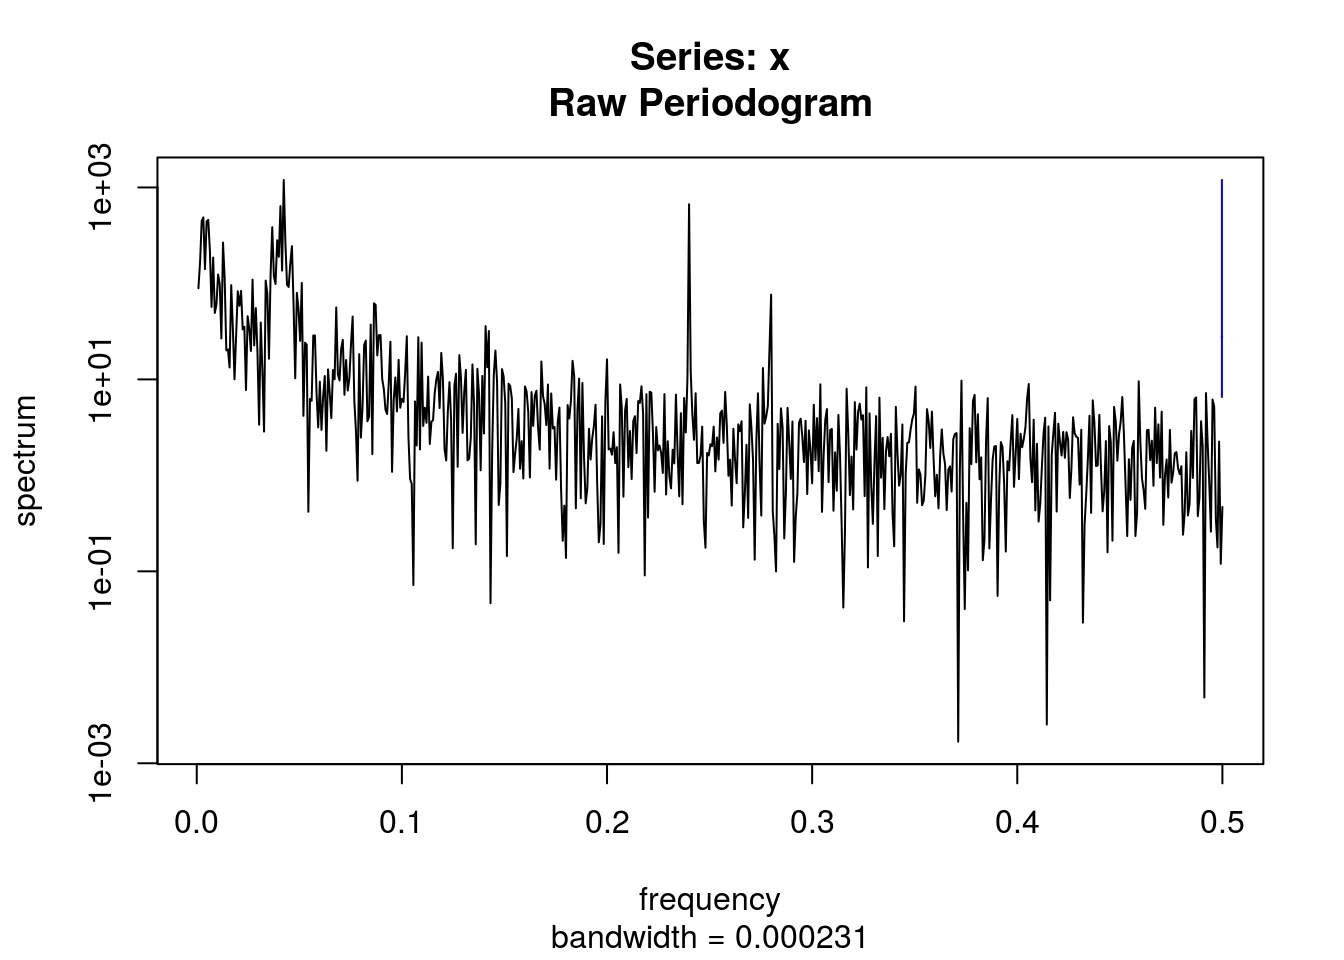 Series: x
Raw Periodogram
spectrum
1e+03
1e+01
1e-01
1e-03
0.0 0.1 0.2 0.3 0.4 0.5
frequency
bandwidth = 0.000231